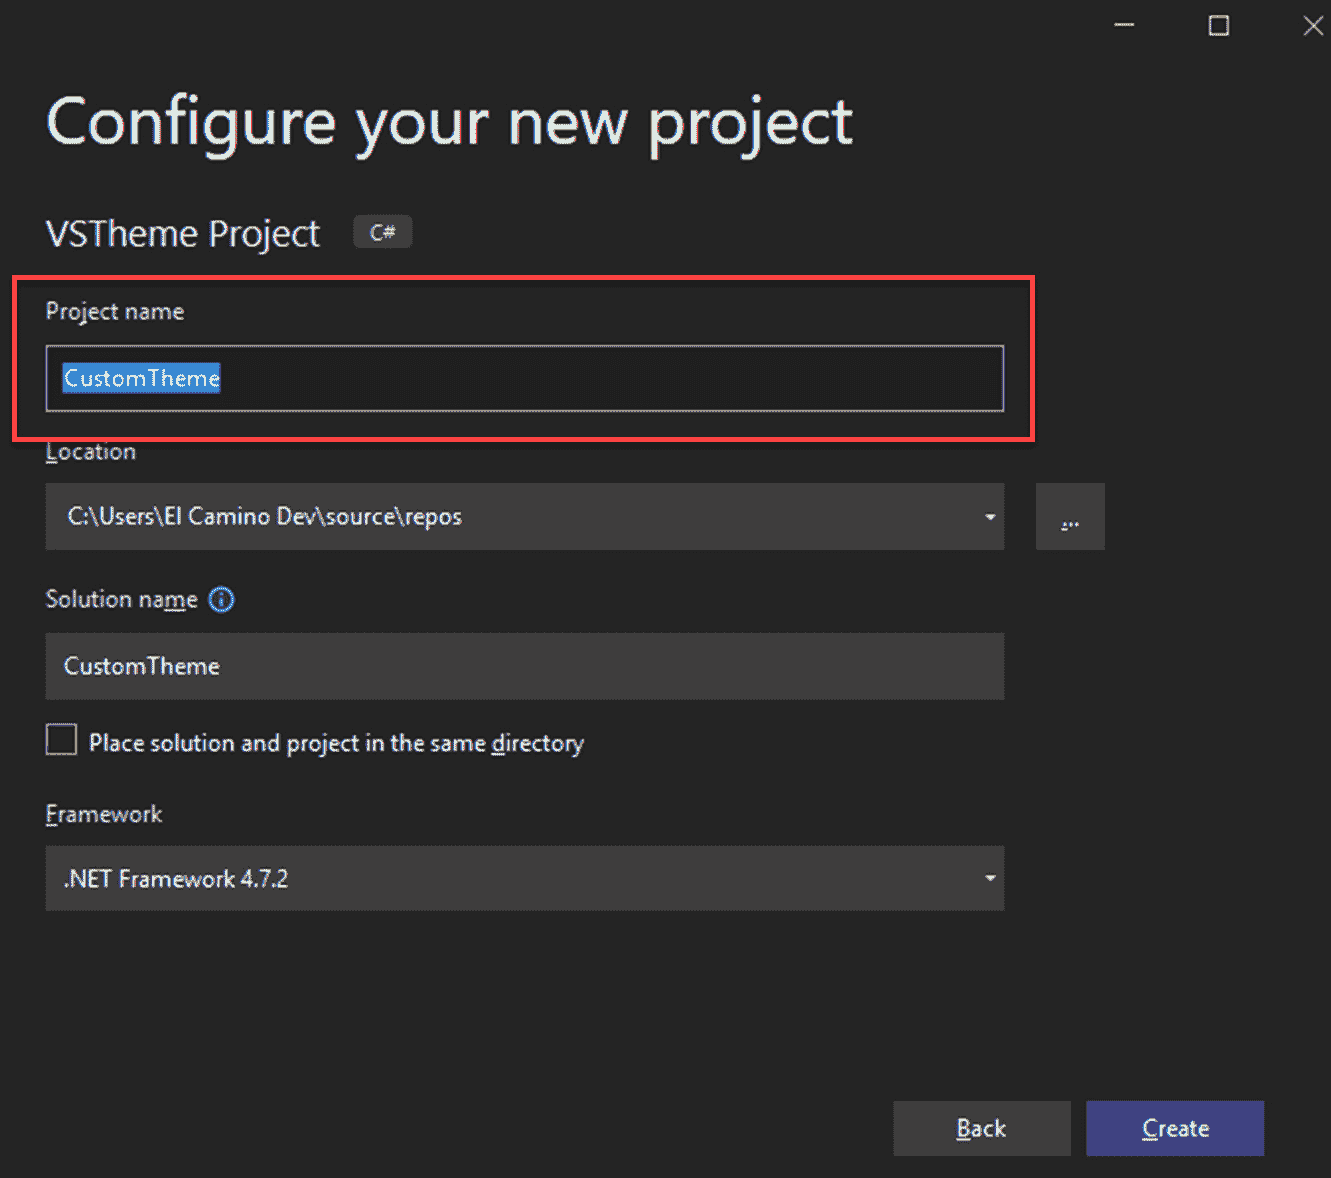 Configure your new project
VSTheme Project C#
Project name
CustomTheme
Location
C:\Users\El Camino Dev\source\repos
...
Solution name
CustomTheme
Place solution and project in the same directory
Framework
.NET Framework 4.7.2
Back Create